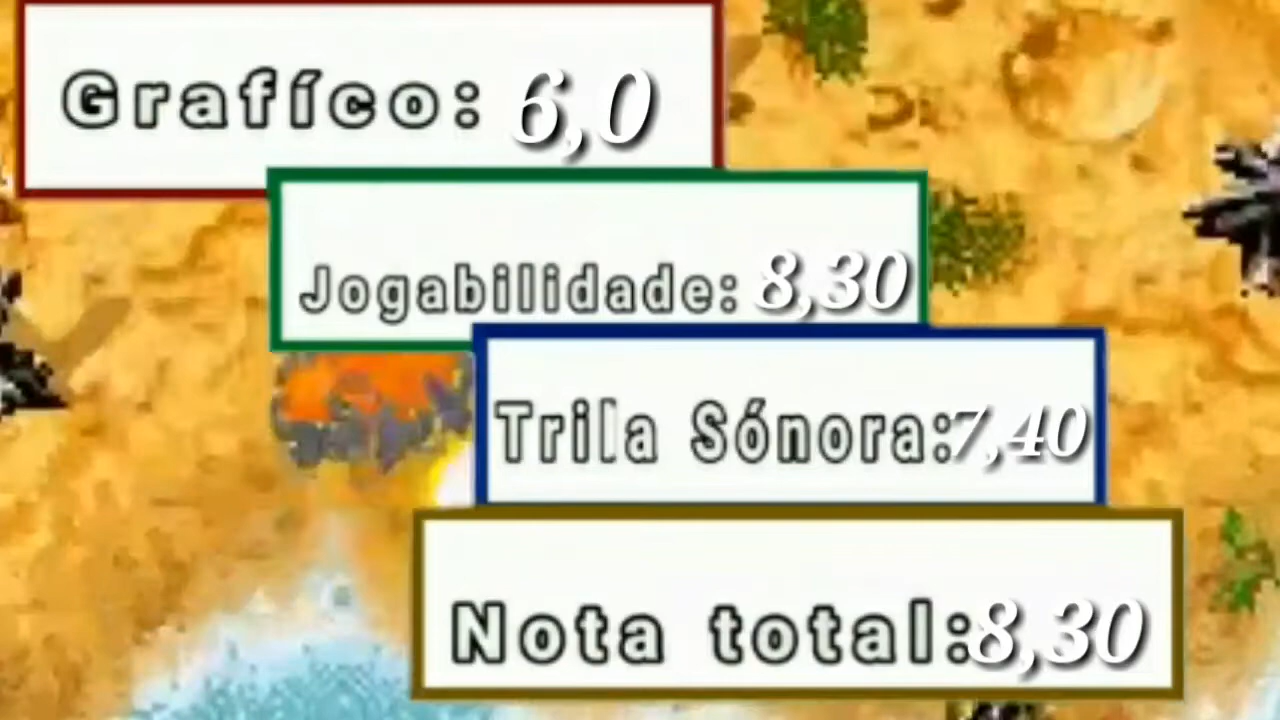 Grafíco: 6,0
Jogabilidade: 8,30
Trila Sónora: 7,40
Nota total: 8,30